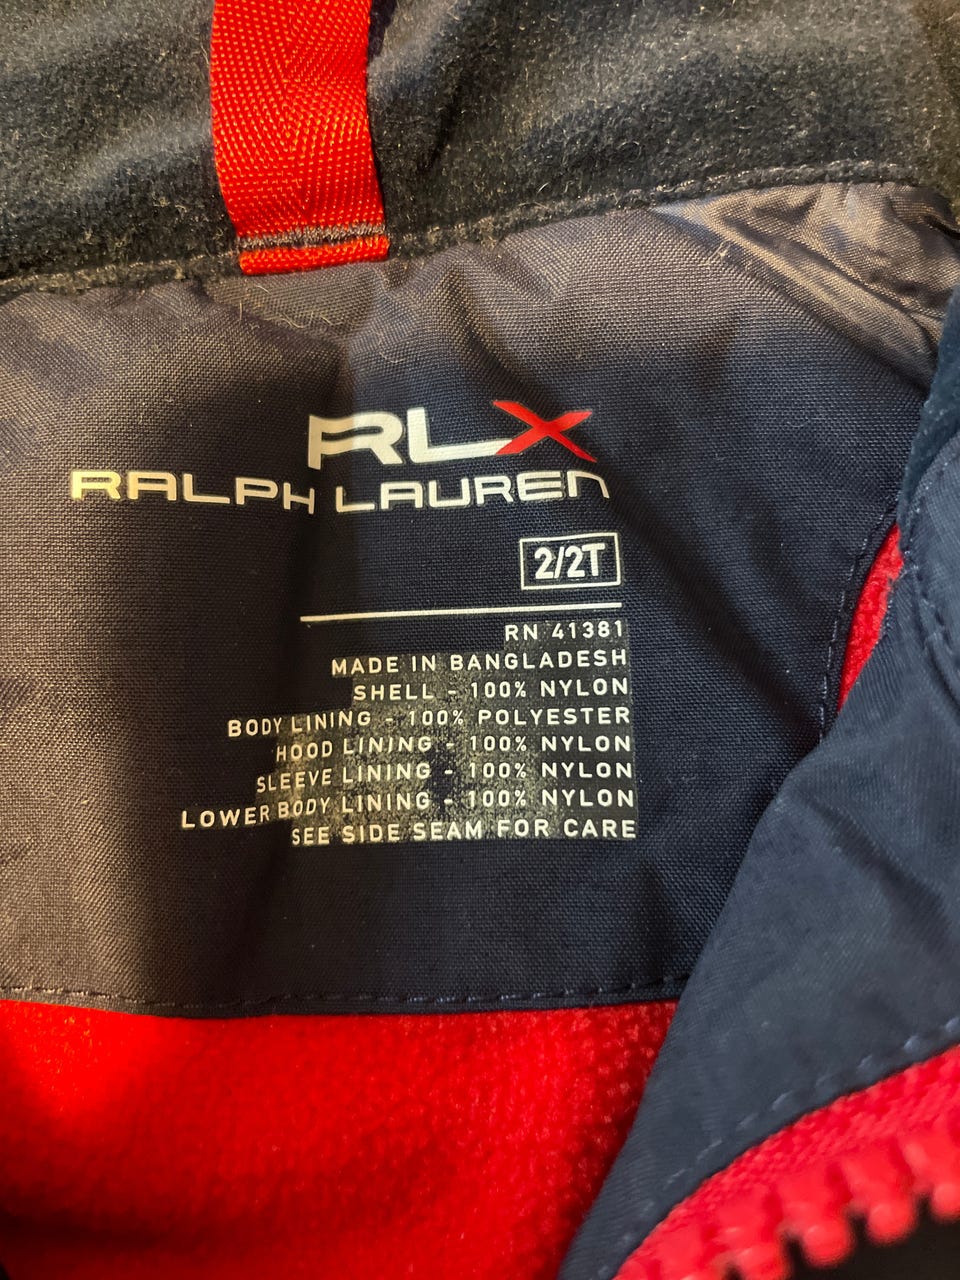 RLX
RALPH LAUREN
2/2T
RN 41381
MADE IN BANGLADESH
SHELL - 100% NYLON
BODY LINING - 100% POLYESTER
HOOD LINING - 100% NYLON
SLEEVE LINING - 100% NYLON
LOWER BODY LINING - 100% NYLON
SEE SIDE SEAM FOR CARE